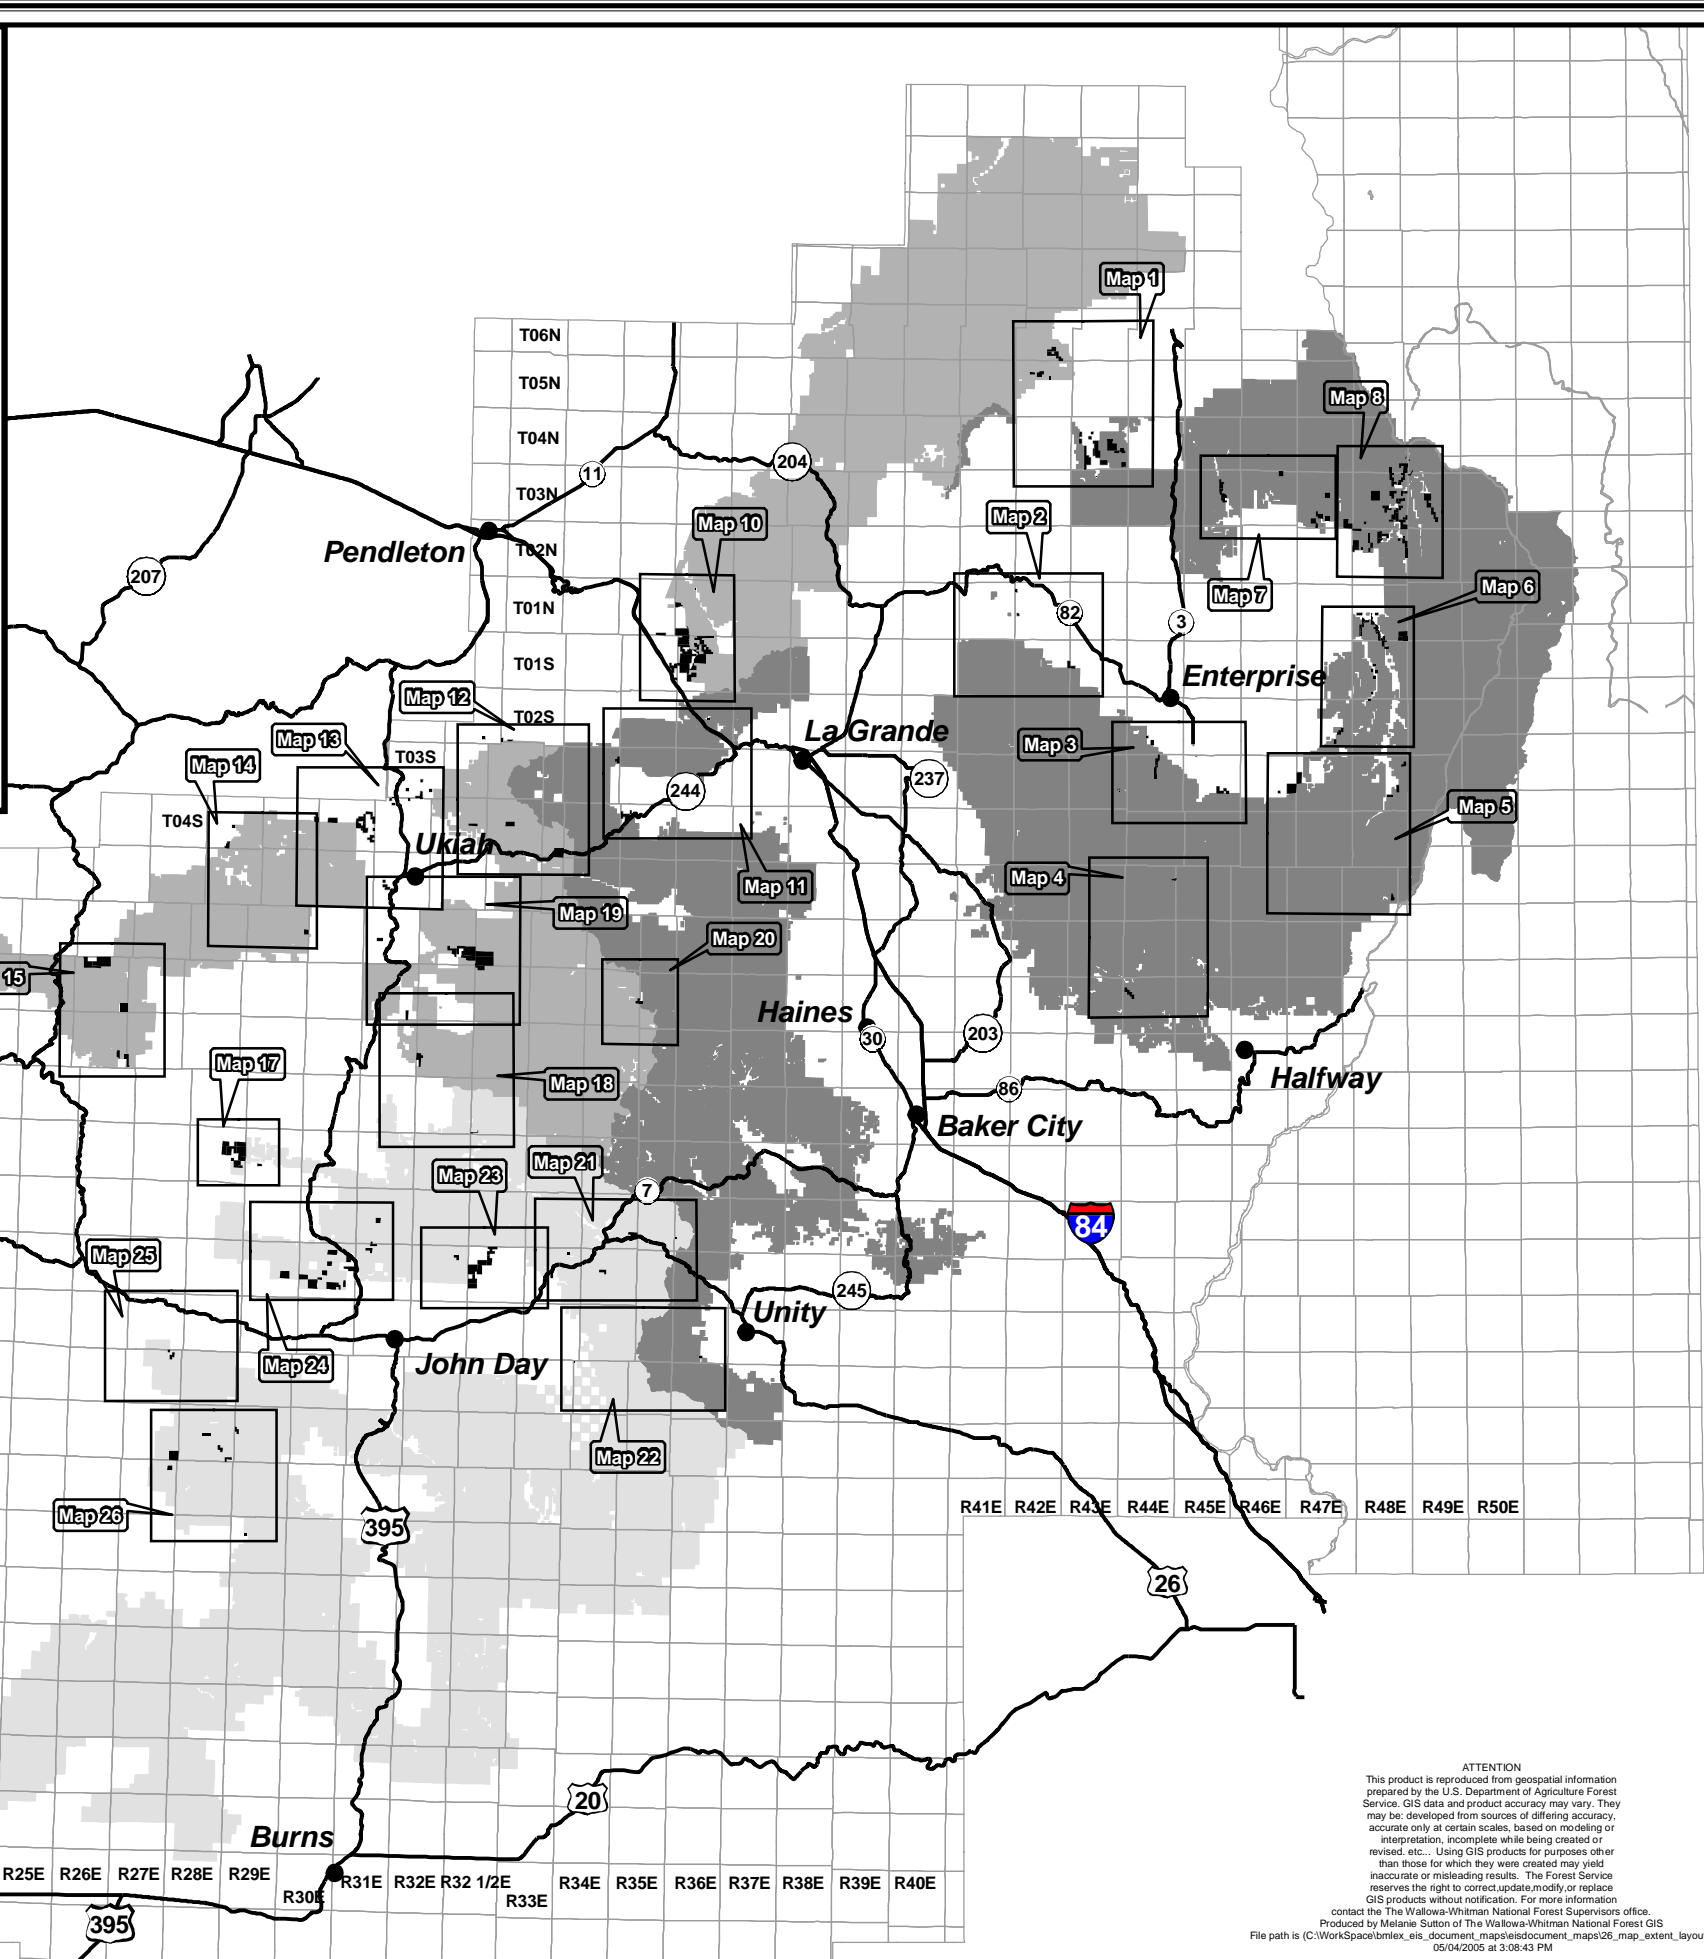 Map 1
T06N
T05N
Map 8
T04N
204
11
T03N
Map 2
Map 10
T02N
Pendleton
207
Map 6
Map 7
T01N
82
3
T01S
Enterprise
Map 12
T02S
La Grande
Map 13
Map 3
T03S
Map 14
237
244
Map 5
T04S
Ukiah
Map 4
Map 11
Map 19
Map 20
15
Haines
30
203
Map 17
Map 18
Halfway
86
Baker City
Map 21
Map 23
7
84
Map 25
245
Unity
Map 24
John Day
Map 22
R41E R42E R43E R44E R45E R46E R47E R48E R49E R50E
Map 26
395
26
20
Burns
R25E R26E R27E R28E R29E R30E R31E R32E R32 1/2E R33E R34E R35E R36E R37E R38E R39E R40E
395
ATTENTION
This product is reproduced from geospatial information
prepared by the U.S. Department of Agriculture Forest
Service. GIS data and product accuracy may vary. They
may be: developed from sources of differing accuracy,
accurate only at certain scales, based on modeling or
interpretation, incomplete while being created or
revised. etc... Using GIS products for purposes other
than those for which they were created may yield
inaccurate or misleading results. The Forest Service
reserves the right to correct,update,modify,or replace
GIS products without notification. For more information
contact the The Wallowa-Whitman National Forest Supervisors office.
Produced by Melanie Sutton of The Wallowa-Whitman National Forest GIS
File path is (C:\WorkSpace\bmlex_eis_document_maps\eisdocument_maps\26_map_extent_layou
05/04/2005 at 3:08:43 PM